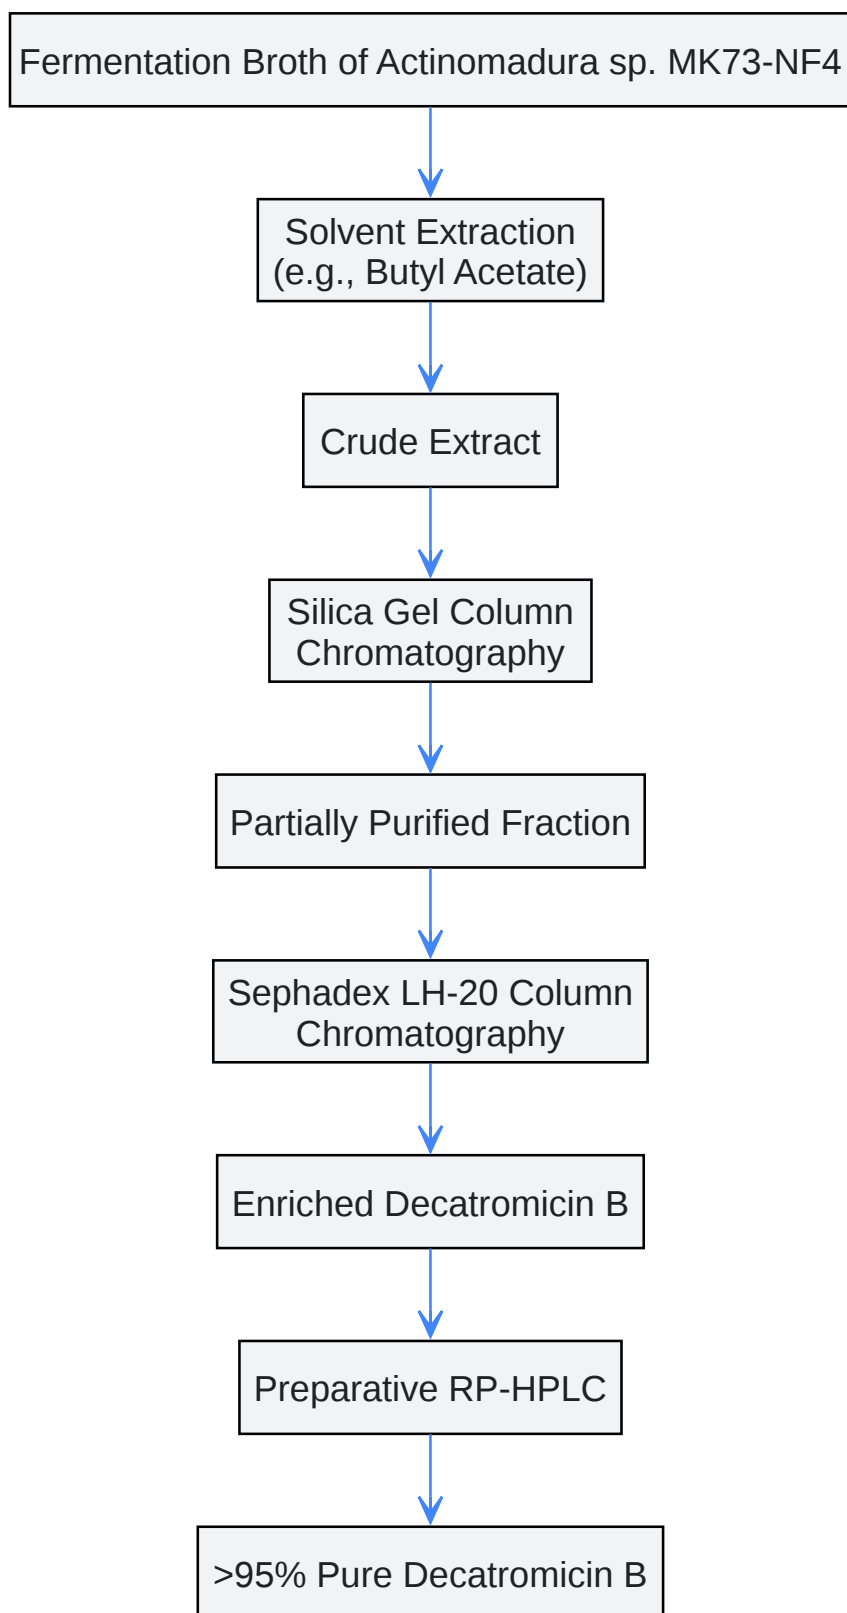 Fermentation Broth of Actinomadura sp. MK73-NF4
Solvent Extraction
(e.g., Butyl Acetate)
Crude Extract
Silica Gel Column
Chromatography
Partially Purified Fraction
Sephadex LH-20 Column
Chromatography
Enriched Decatromicin B
Preparative RP-HPLC
>95% Pure Decatromicin B